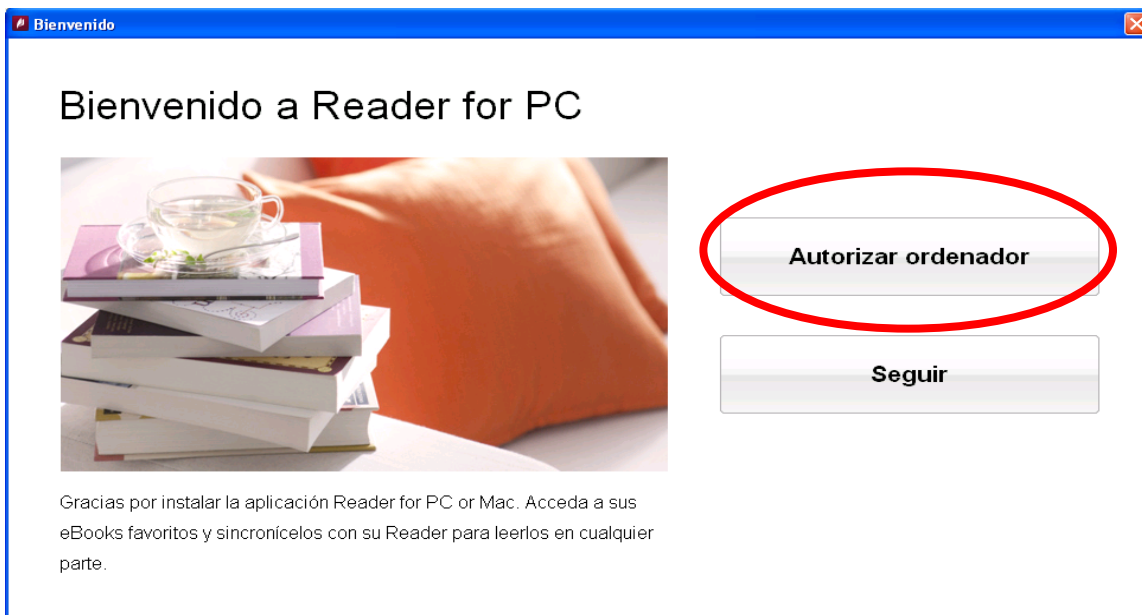 Bienvenido
Bienvenido a Reader for PC
Autorizar ordenador
Seguir
Gracias por instalar la aplicación Reader for PC or Mac. Acceda a sus
eBooks favoritos y sincronícelos con su Reader para leerlos en cualquier
parte.